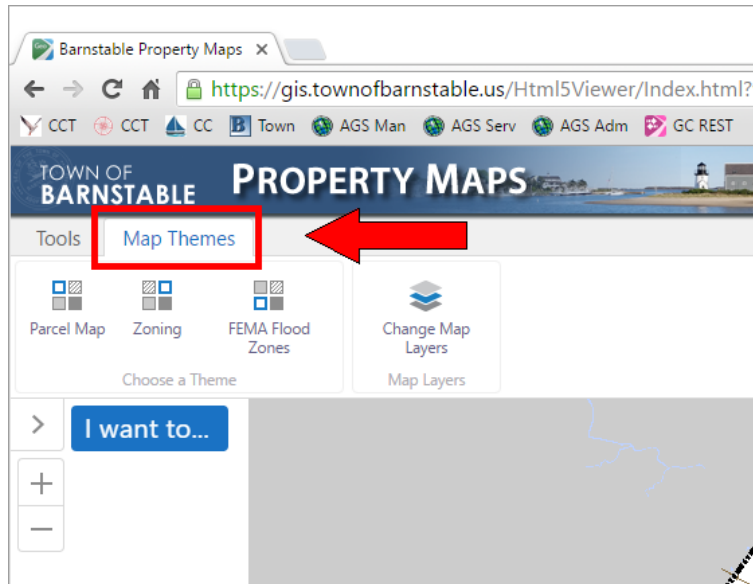 Barnstable Property Maps
https://gis.townofbarnstable.us/Html5Viewer/Index.html?
CCT CCT CC B Town AGS Man AGS Serv AGS Adm GC REST
TOWN OF
BARNSTABLE
PROPERTY MAPS
Tools Map Themes
Parcel Map Zoning FEMA Flood
Zones
Change Map
Layers
Choose a Theme Map Layers
I want to...